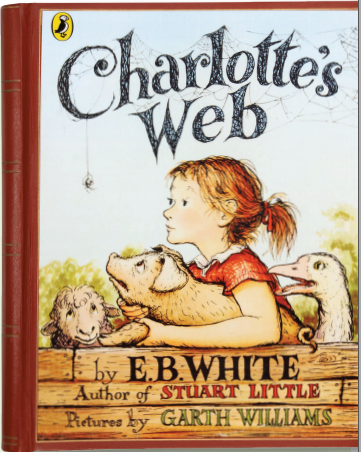 Charlotte's
Web
by E.B. WHITE
Author of STUART LITTLE
Pictures by GARTH WILLIAMS